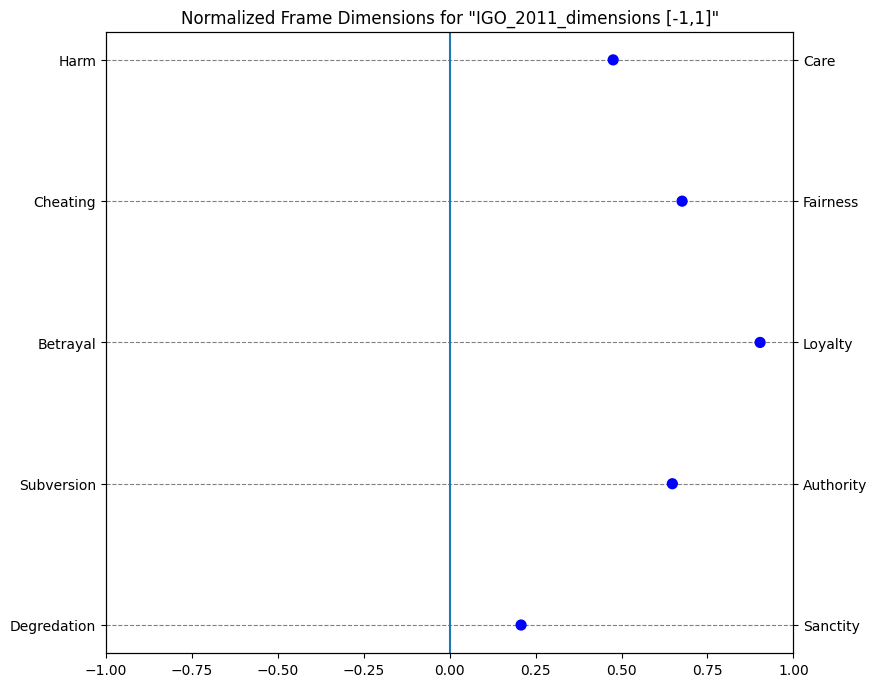 Normalized Frame Dimensions for "IGO_2011_dimensions [-1,1]"
Harm Care
Cheating Fairness
Betrayal Loyalty
Subversion Authority
Degredation Sanctity
−1.00 −0.75 −0.50 −0.25 0.00 0.25 0.50 0.75 1.00